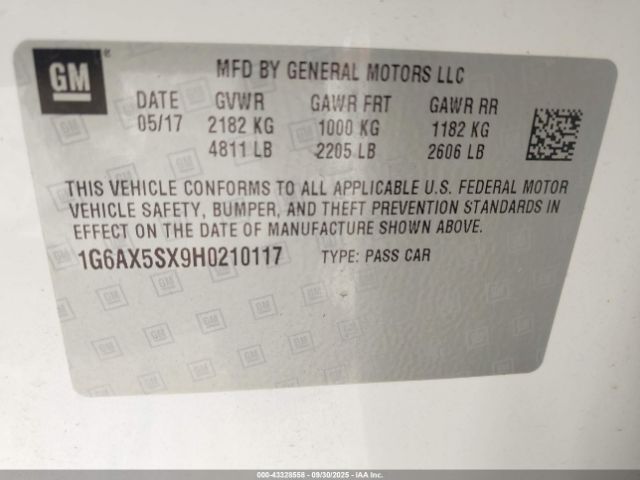 GM
MFD BY GENERAL MOTORS LLC
DATE GVWR GAWR FRT GAWR RR
05/17 2182 KG 1000 KG 1182 KG
4811 LB 2205 LB 2606 LB
THIS VEHICLE CONFORMS TO ALL APPLICABLE U.S. FEDERAL MOTOR
VEHICLE SAFETY, BUMPER, AND THEFT PREVENTION STANDARDS IN
EFFECT ON THE DATE OF MANUFACTURE SHOWN ABOVE.
1G6AX5SX9H0210117 TYPE: PASS CAR
000-43328558 - 09/30/2025 - IAA, Inc.